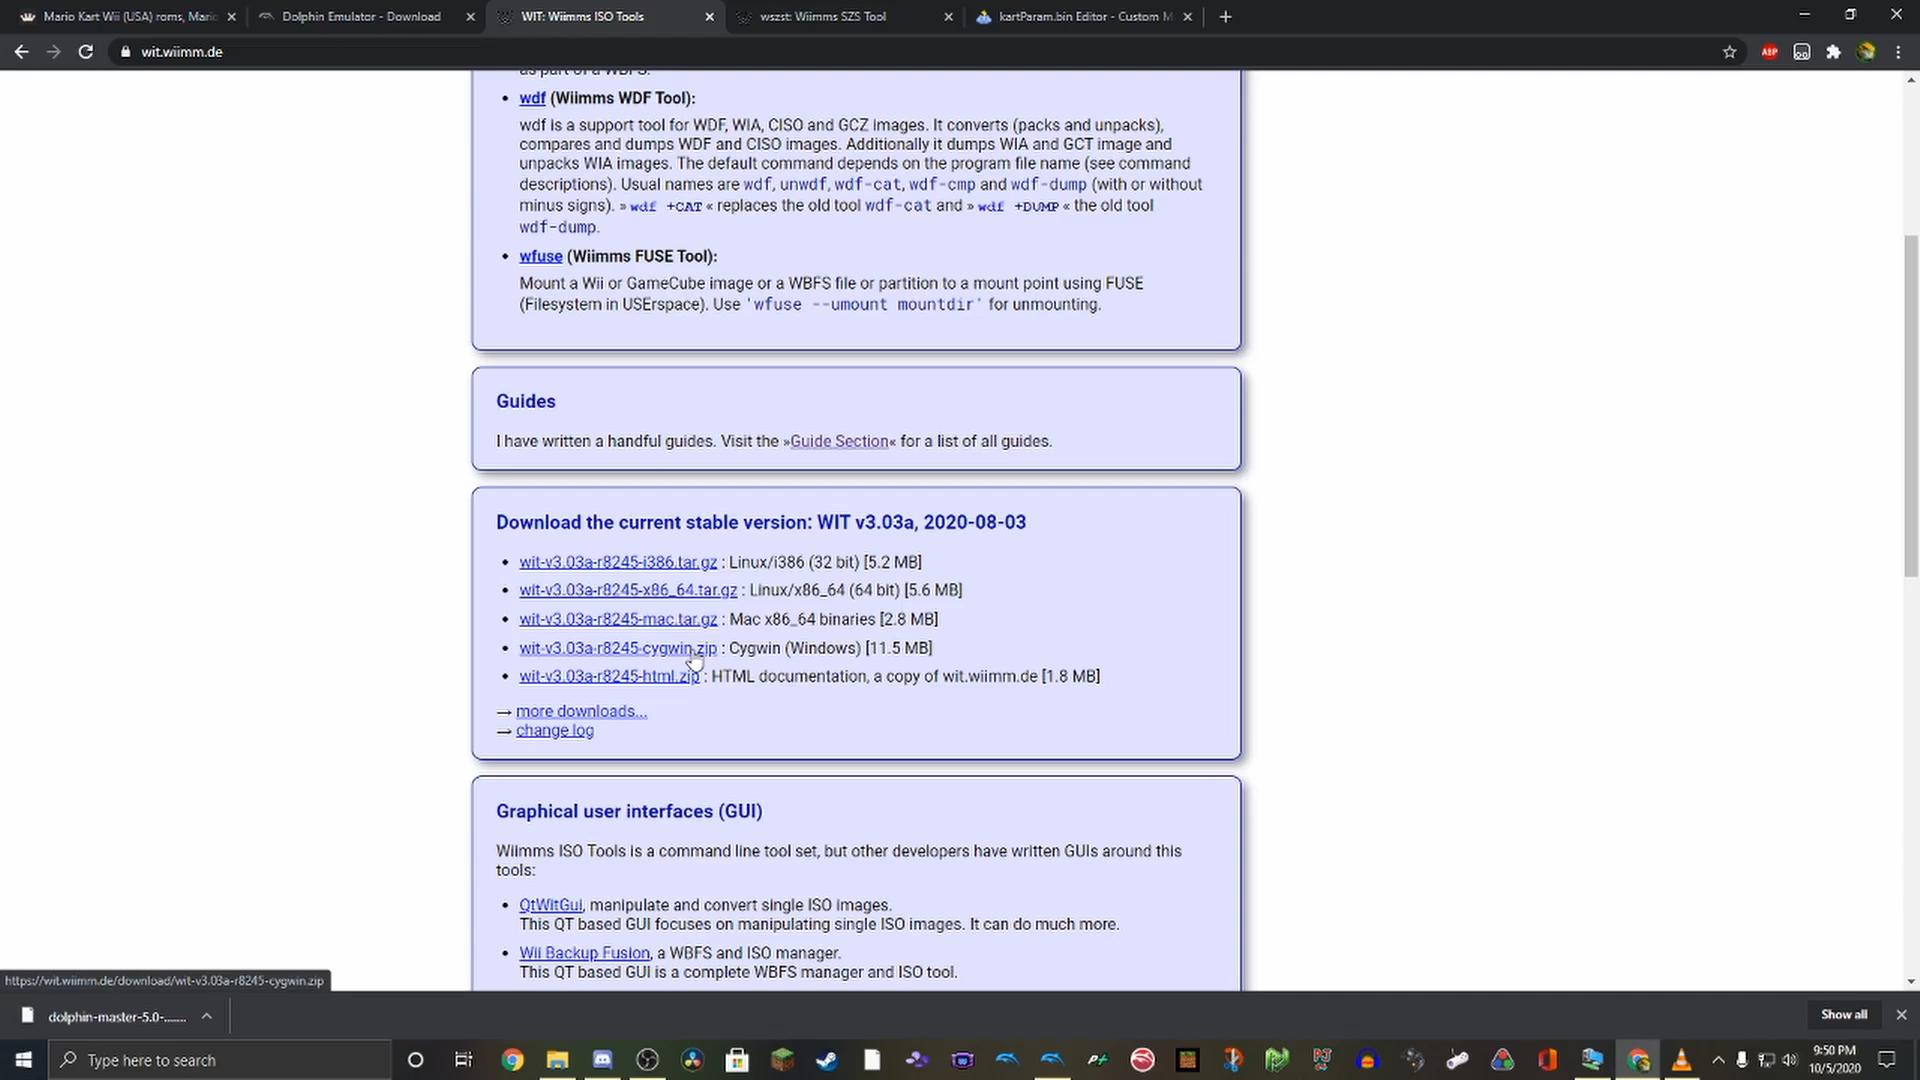 Mario Kart Wii (USA) roms, Mario
Dolphin Emulator - Download
WIT: Wiimms ISO Tools
wszst: Wiimms SZS Tool
kartParam.bin Editor - Custom M
wit.wiimm.de
ABP
as part of a WBFS.
• wdf (Wiimms WDF Tool):
wdf is a support tool for WDF, WIA, CISO and GCZ images. It converts (packs and unpacks),
compares and dumps WDF and CISO images. Additionally it dumps WIA and GCT image and
unpacks WIA images. The default command depends on the program file name (see command
descriptions). Usual names are wdf, unwdf, wdf-cat, wdf-cmp and wdf-dump (with or without
minus signs). » wdf +CAT « replaces the old tool wdf-cat and » wdf +DUMP « the old tool
wdf-dump.
• wfuse (Wiimms FUSE Tool):
Mount a Wii or GameCube image or a WBFS file or partition to a mount point using FUSE
(Filesystem in USErspace). Use 'wfuse --umount mountdir' for unmounting.
Guides
I have written a handful guides. Visit the »Guide Section« for a list of all guides.
Download the current stable version: WIT v3.03a, 2020-08-03
• wit-v3.03a-r8245-i386.tar.gz : Linux/i386 (32 bit) [5.2 MB]
• wit-v3.03a-r8245-x86_64.tar.gz : Linux/x86_64 (64 bit) [5.6 MB]
• wit-v3.03a-r8245-mac.tar.gz : Mac x86_64 binaries [2.8 MB]
• wit-v3.03a-r8245-cygwin.zip : Cygwin (Windows) [11.5 MB]
• wit-v3.03a-r8245-html.zip : HTML documentation, a copy of wit.wiimm.de [1.8 MB]
→ more downloads...
→ change log
Graphical user interfaces (GUI)
Wiimms ISO Tools is a command line tool set, but other developers have written GUIs around this
tools:
• QtWitGui, manipulate and convert single ISO images.
This QT based GUI focuses on manipulating single ISO images. It can do much more.
• Wii Backup Fusion, a WBFS and ISO manager.
This QT based GUI is a complete WBFS manager and ISO tool.
https://wit.wiimm.de/download/wit-v3.03a-r8245-cygwin.zip
dolphin-master-5.0-......
Show all
Type here to search
9:50 PM
10/5/2020